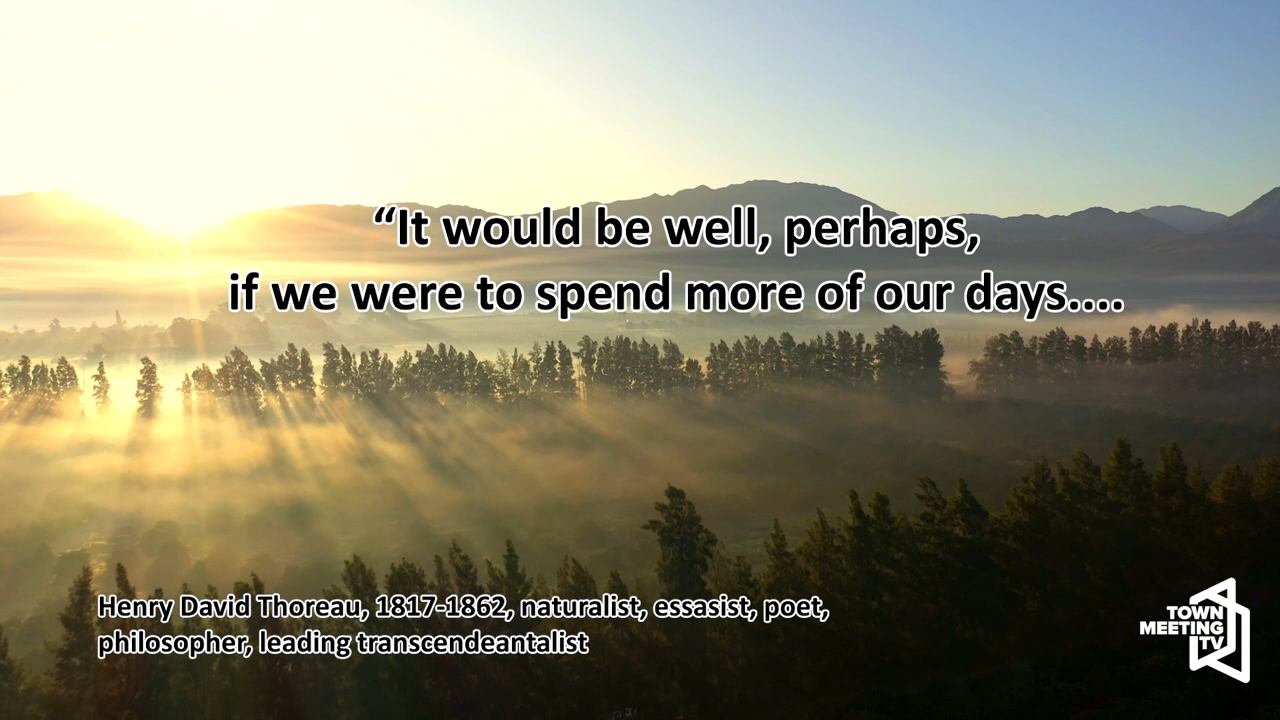 “It would be well, perhaps,
if we were to spend more of our days....
Henry David Thoreau, 1817-1862, naturalist, essasist, poet,
philosopher, leading transcendeantalist
TOWN
MEETING
TV